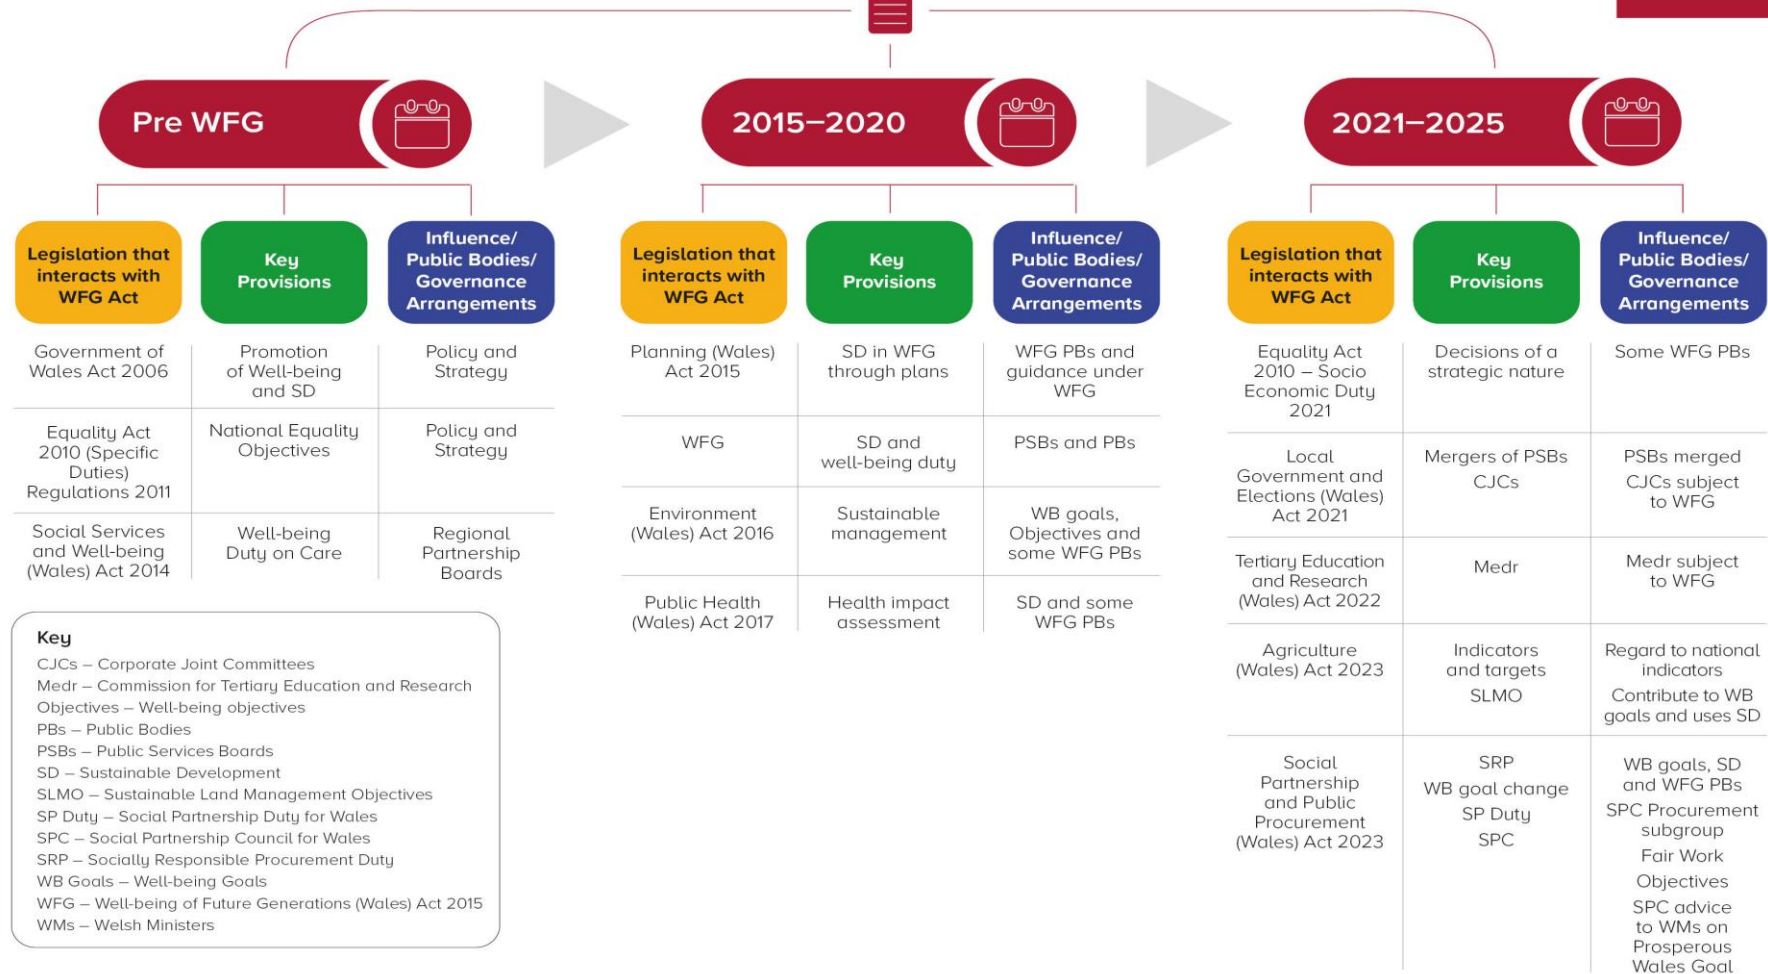 Pre WFG
2015–2020
2021–2025
Legislation that
interacts with
WFG Act
Key
Provisions
Influence/
Public Bodies/
Governance
Arrangements
Government of
Wales Act 2006
Promotion
of Well-being
and SD
Policy and
Strategy
Equality Act
2010 (Specific
Duties)
Regulations 2011
National Equality
Objectives
Policy and
Strategy
Social Services
and Well-being
(Wales) Act 2014
Well-being
Duty on Care
Regional
Partnership
Boards
Key
CJCs – Corporate Joint Committees
Medr – Commission for Tertiary Education and Research
Objectives – Well-being objectives
PBs – Public Bodies
PSBs – Public Services Boards
SD – Sustainable Development
SLMO – Sustainable Land Management Objectives
SP Duty – Social Partnership Duty for Wales
SPC – Social Partnership Council for Wales
SRP – Socially Responsible Procurement Duty
WB Goals – Well-being Goals
WFG – Well-being of Future Generations (Wales) Act 2015
WMs – Welsh Ministers
Legislation that
interacts with
WFG Act
Key
Provisions
Influence/
Public Bodies/
Governance
Arrangements
Planning (Wales)
Act 2015
SD in WFG
through plans
WFG PBs and
guidance under
WFG
WFG
SD and
well-being duty
PSBs and PBs
Environment
(Wales) Act 2016
Sustainable
management
WB goals,
Objectives and
some WFG PBs
Public Health
(Wales) Act 2017
Health impact
assessment
SD and some
WFG PBs
Legislation that
interacts with
WFG Act
Key
Provisions
Influence/
Public Bodies/
Governance
Arrangements
Equality Act
2010 – Socio
Economic Duty
2021
Decisions of a
strategic nature
Some WFG PBs
Local
Government and
Elections (Wales)
Act 2021
Mergers of PSBs
CJCs
PSBs merged
CJCs subject
to WFG
Tertiary Education
and Research
(Wales) Act 2022
Medr
Medr subject
to WFG
Agriculture
(Wales) Act 2023
Indicators
and targets
SLMO
Regard to national
indicators
Contribute to WB
goals and uses SD
Social
Partnership
and Public
Procurement
(Wales) Act 2023
SRP
WB goal change
SP Duty
SPC
WB goals, SD
and WFG PBs
SPC Procurement
subgroup
Fair Work
Objectives
SPC advice
to WMs on
Prosperous
Wales Goal